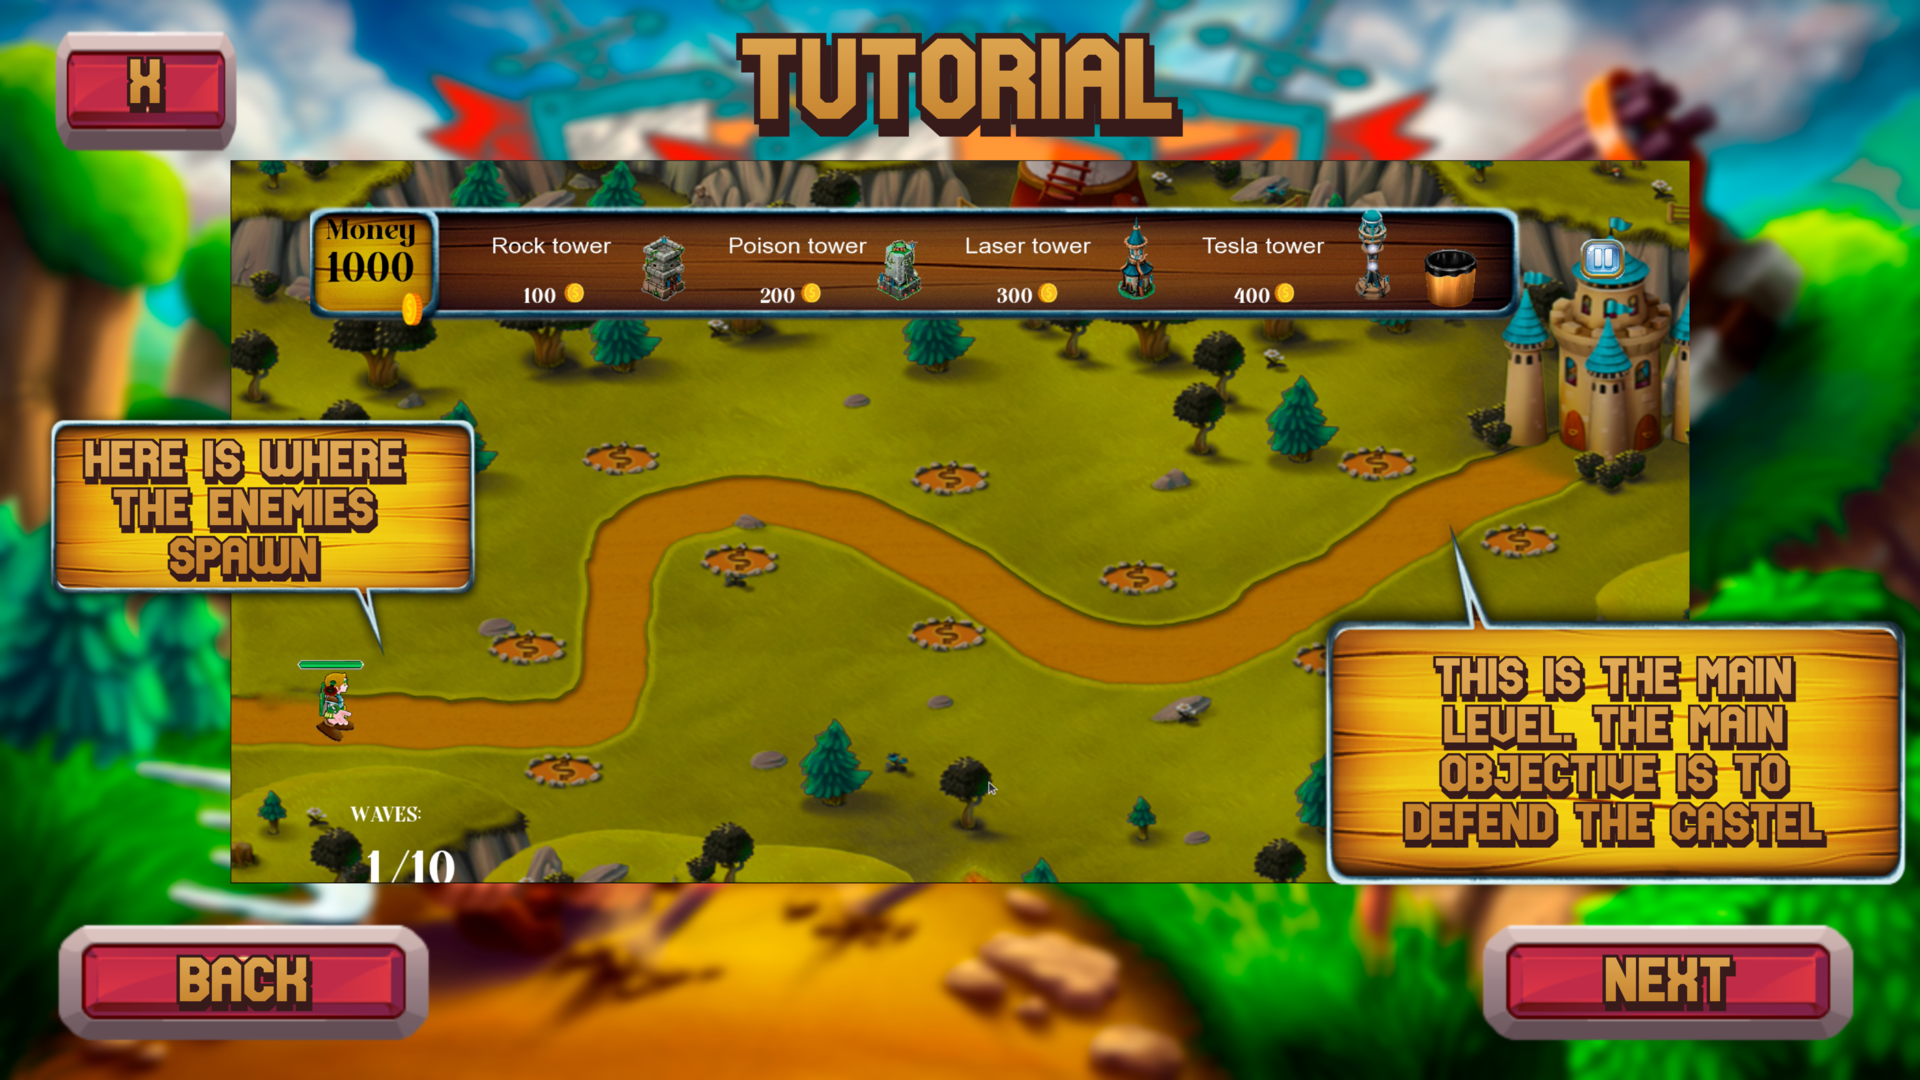 TUTORIAL
X
Money
1000
Rock tower
100
Poison tower
200
Laser tower
300
Tesla tower
400
HERE IS WHERE
THE ENEMIES
SPAWN
THIS IS THE MAIN
LEVEL. THE MAIN
OBJECTIVE IS TO
DEFEND THE CASTEL
WAVES:
1/10
BACK
NEXT